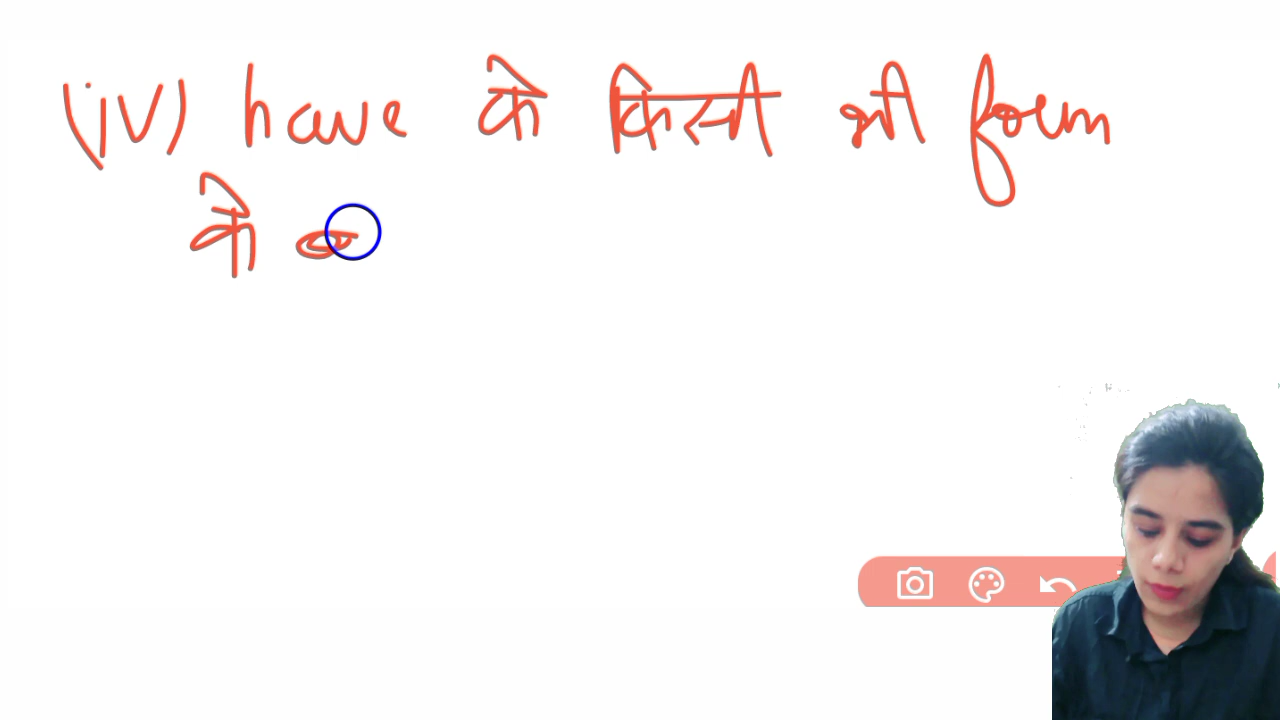 (iv) have के किसी भी form
के